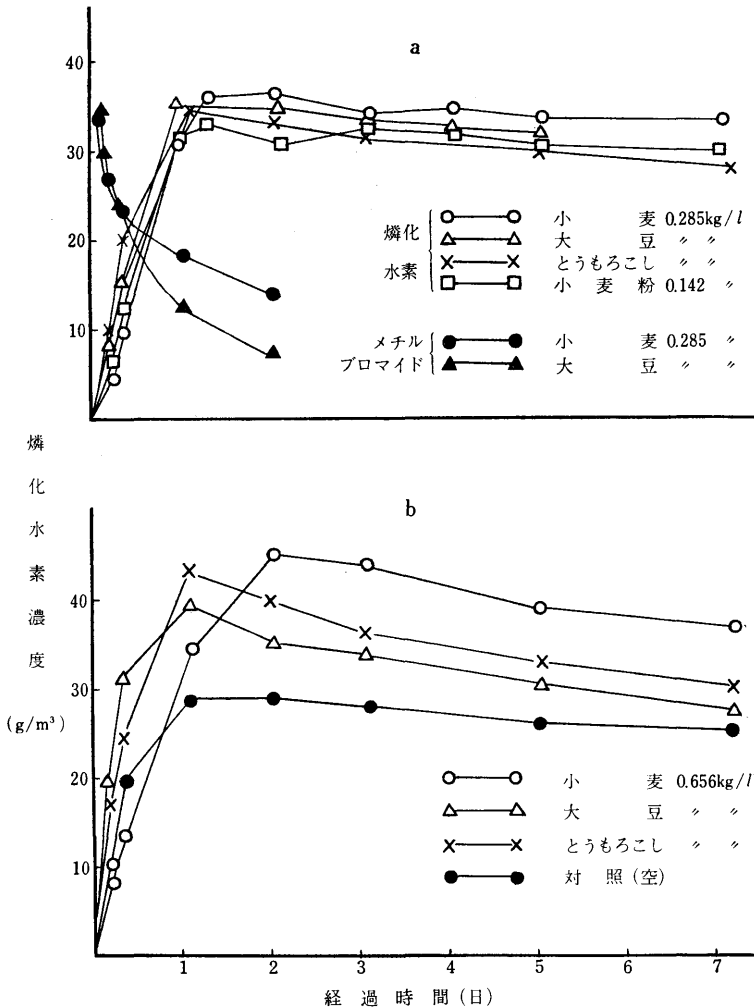 a
40
30
20
10
燐化水素
小麦 0.285kg/l
大豆 〃 〃
とうもろこし 〃 〃
小麦粉 0.142 〃
メチルブロマイド
小麦 0.285 〃
大豆 〃 〃
燐化水素濃度
(g/m³)
b
40
30
20
10
小麦 0.656kg/l
大豆 〃 〃
とうもろこし 〃 〃
対照(空)
1 2 3 4 5 6 7
経過時間(日)